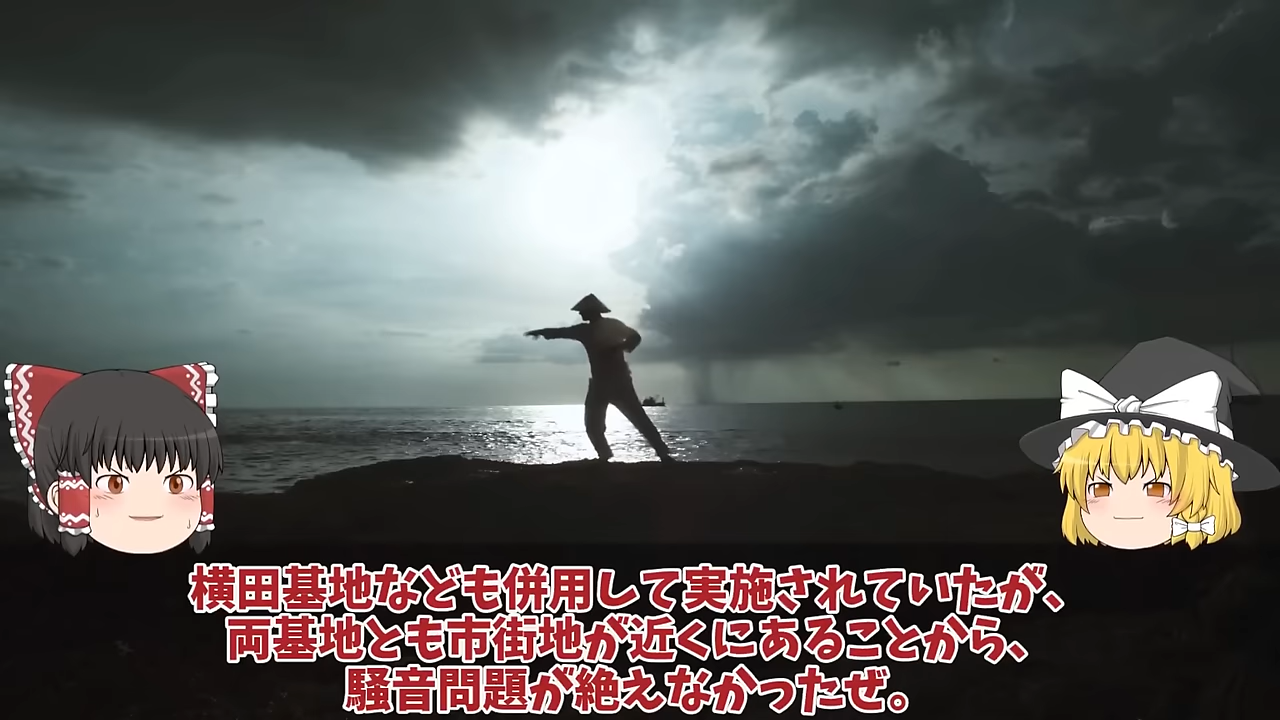 横田基地なども併用して実施されていたが、
両基地とも市街地が近くにあることから、
騒音問題が絶えなかったぜ。